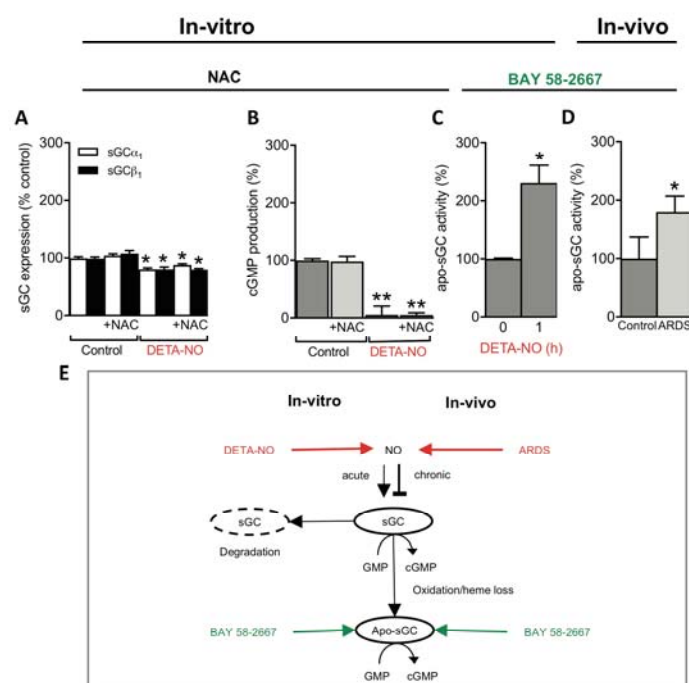 In-vitro In-vivo
NAC BAY 58-2667
A B C D
sGC expression (% control)
300
200
100
0
sGCα1
sGCβ1
* * * *
+NAC +NAC
Control DETA-NO
cGMP production (%)
300
200
100
0
** **
+NAC +NAC
Control DETA-NO
apo-sGC activity (%)
300
200
100
0
*
0 1
DETA-NO (h)
apo-sGC activity (%)
300
200
100
0
*
Control ARDS
E
In-vitro In-vivo
DETA-NO NO ARDS
acute chronic
sGC sGC
Degradation
GMP cGMP
Oxidation/heme loss
BAY 58-2667 Apo-sGC BAY 58-2667
GMP cGMP